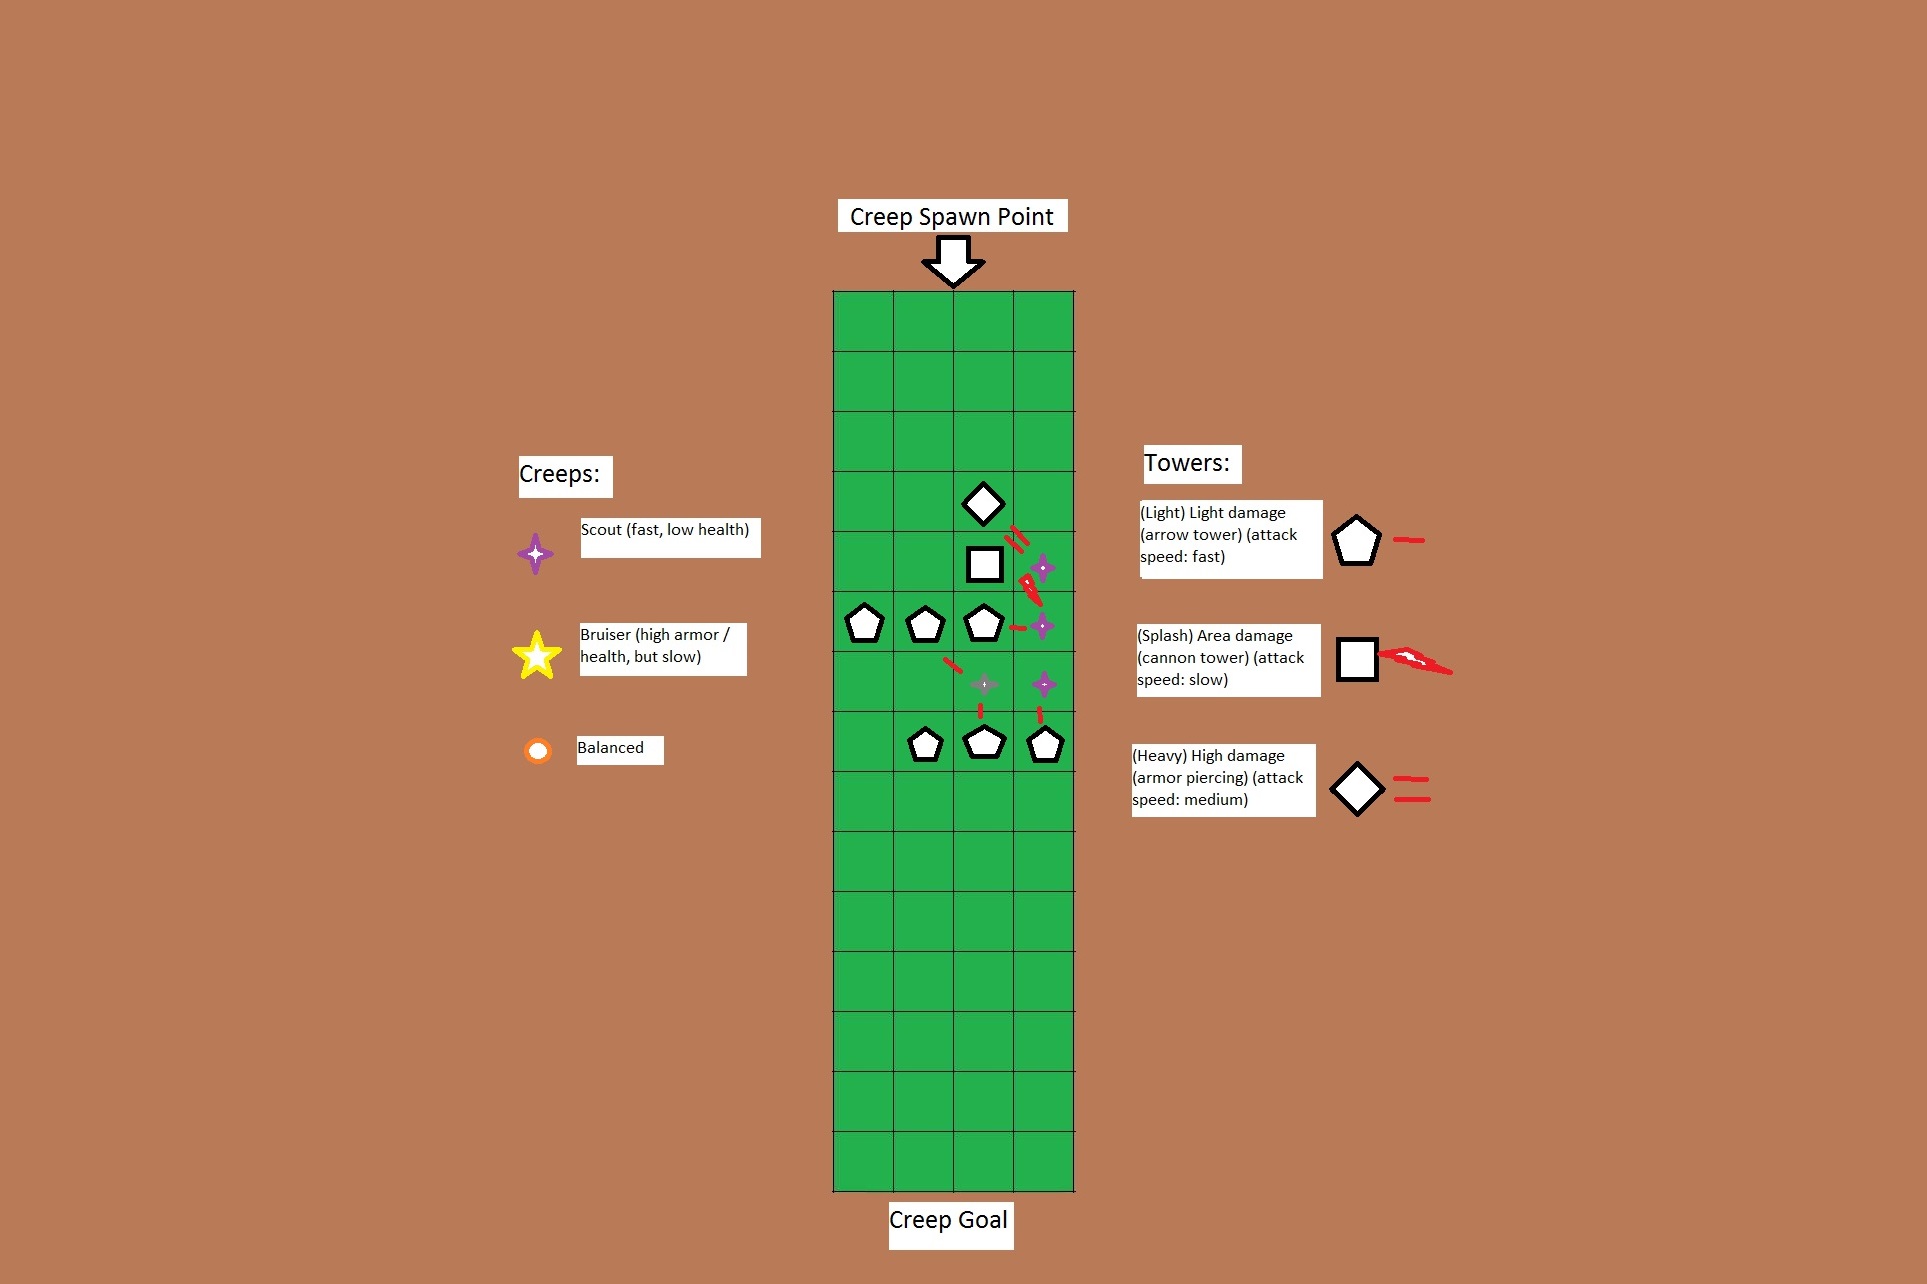 Creep Spawn Point
Creeps:
Scout (fast, low health)
Bruiser (high armor /
health, but slow)
Balanced
Towers:
(Light) Light damage
(arrow tower) (attack
speed: fast)
(Splash) Area damage
(cannon tower) (attack
speed: slow)
(Heavy) High damage
(armor piercing) (attack
speed: medium)
Creep Goal